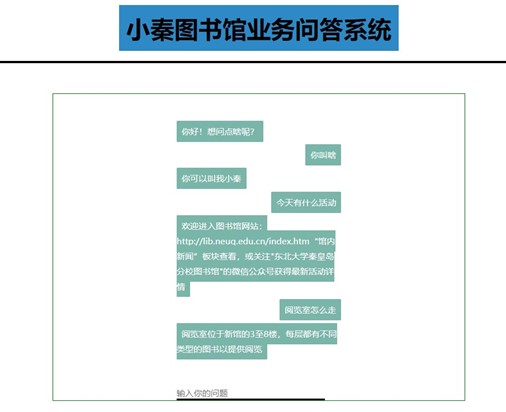 小秦图书馆业务问答系统
你好！想问点啥呢？
你叫啥
你可以叫我小秦
今天有什么活动
欢迎进入图书馆网站：
http://lib.neuq.edu.cn/index.htm “馆内
新闻” 板块查看，或关注"东北大学秦皇岛
分校图书馆"的微信公众号获得最新活动详
情
阅览室怎么走
阅览室位于新馆的3至8楼，每层都有不同
类型的图书以提供阅览
输入你的问题